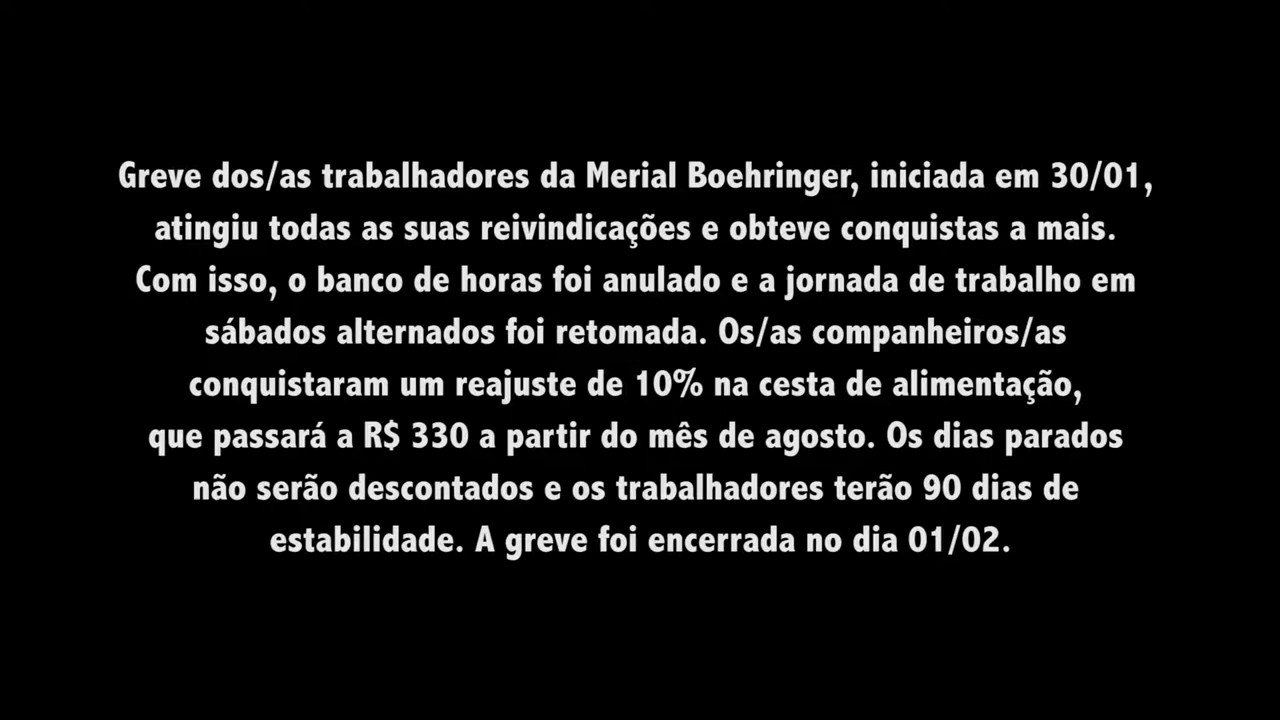 Greve dos/as trabalhadores da Merial Boehringer, iniciada em 30/01,
atingiu todas as suas reivindicações e obteve conquistas a mais.
Com isso, o banco de horas foi anulado e a jornada de trabalho em
sábados alternados foi retomada. Os/as companheiros/as
conquistaram um reajuste de 10% na cesta de alimentação,
que passará a R$ 330 a partir do mês de agosto. Os dias parados
não serão descontados e os trabalhadores terão 90 dias de
estabilidade. A greve foi encerrada no dia 01/02.